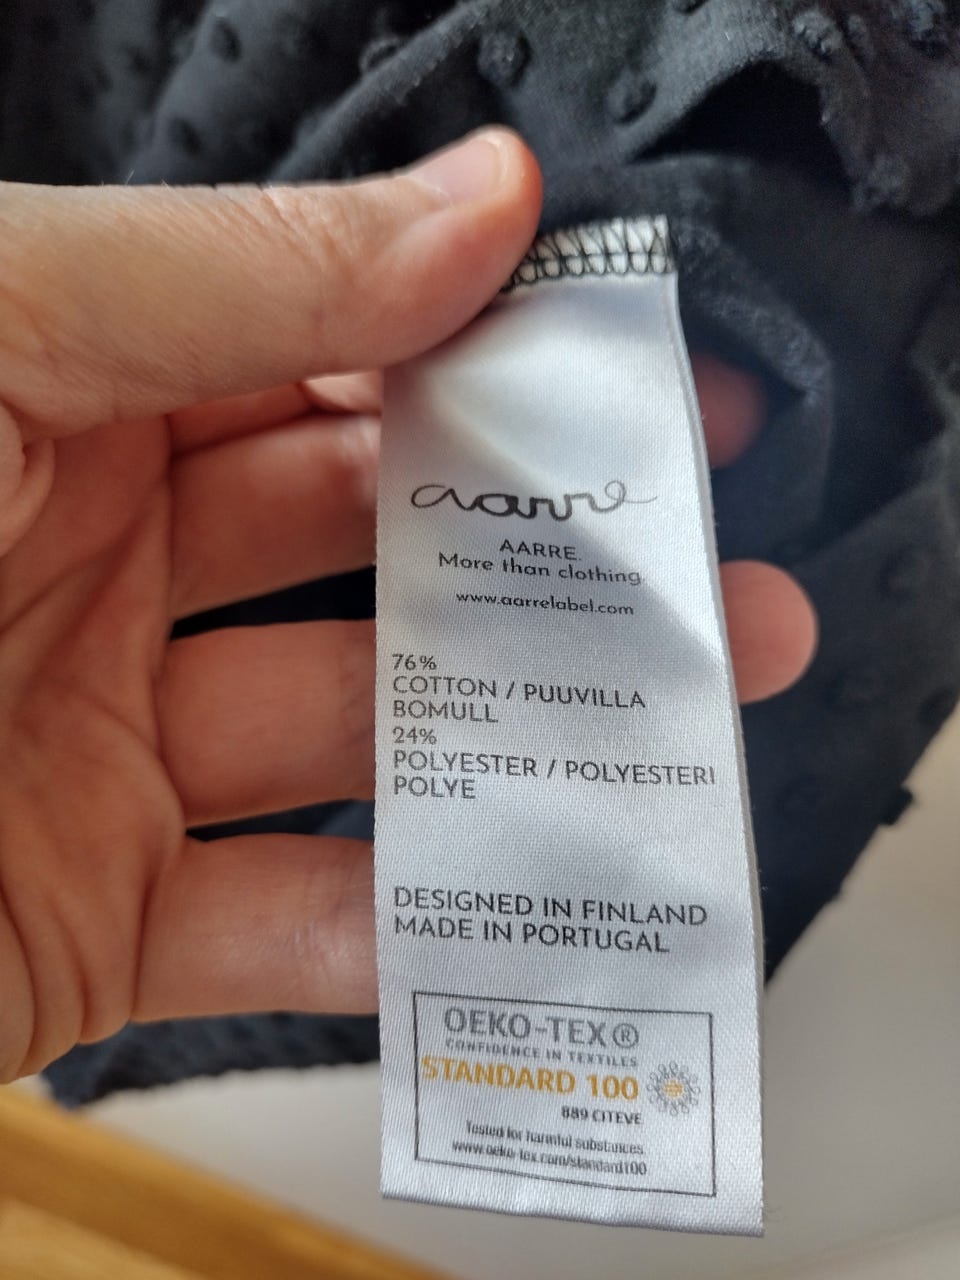 aarre
AARRE.
More than clothing
www.aarrelabel.com
76%
COTTON / PUUVILLA
BOMULL
24%
POLYESTER / POLYESTERI
POLYE
DESIGNED IN FINLAND
MADE IN PORTUGAL
OEKO-TEX®
CONFIDENCE IN TEXTILES
STANDARD 100
889 CITEVE
Tested for harmful substances
www.oeko-tex.com/standard100